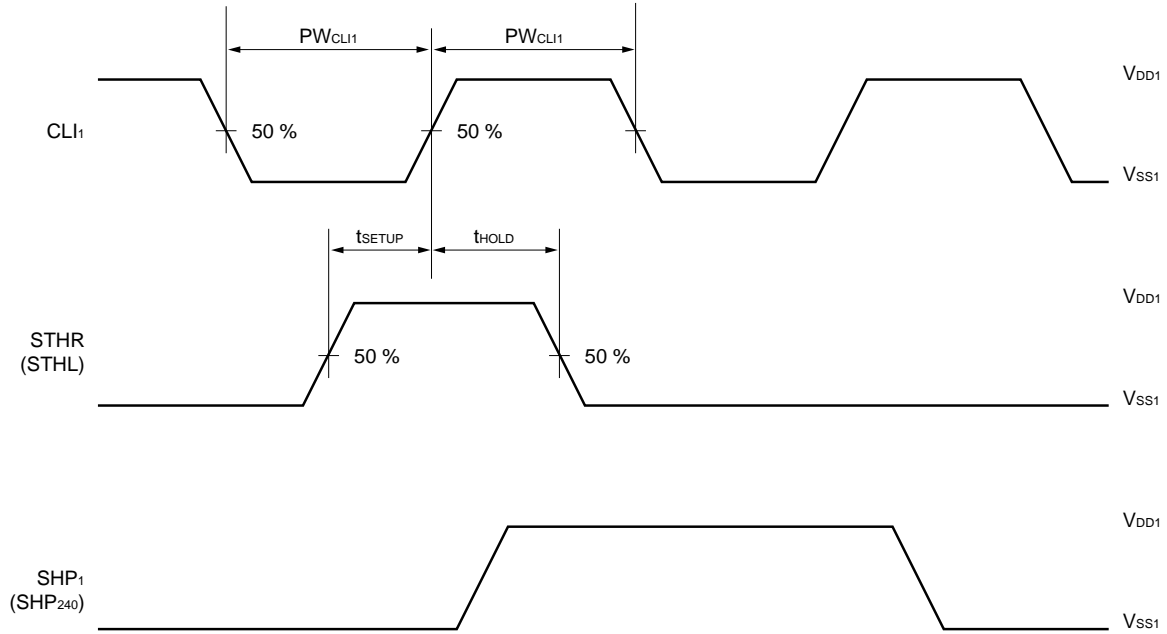 PWCLI1 PWCLI1
VDD1
CLI1 50 % 50 %
VSS1
tSETUP tHOLD
VDD1
STHR
(STHL) 50 % 50 %
VSS1
VDD1
SHP1
(SHP240)
VSS1